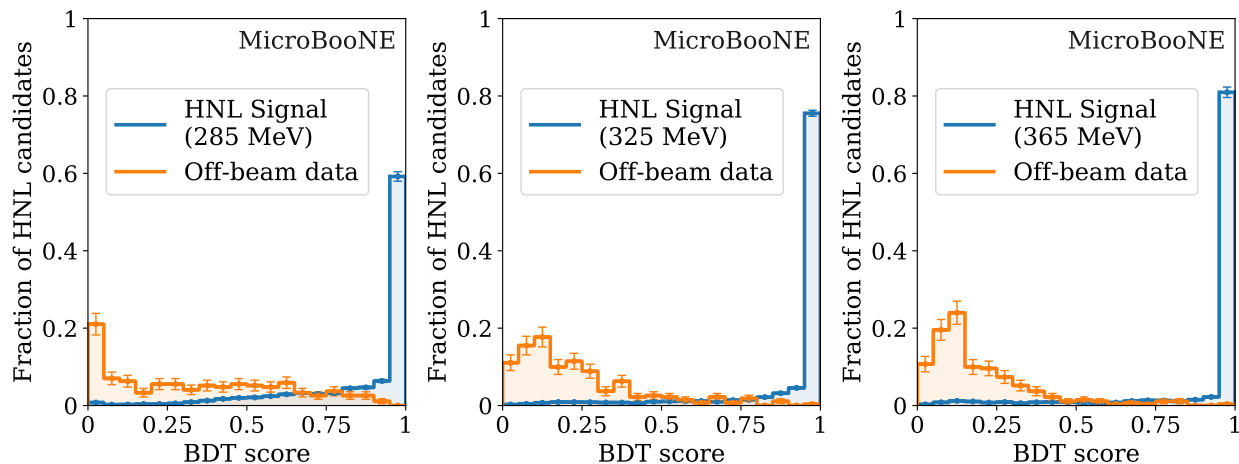 Fraction of HNL candidates
1
0.8
0.6
0.4
0.2
0
MicroBooNE
HNL Signal
(285 MeV)
Off-beam data
0
0.25
0.5
0.75
1
BDT score
Fraction of HNL candidates
1
0.8
0.6
0.4
0.2
0
MicroBooNE
HNL Signal
(325 MeV)
Off-beam data
0
0.25
0.5
0.75
1
BDT score
Fraction of HNL candidates
1
0.8
0.6
0.4
0.2
0
MicroBooNE
HNL Signal
(365 MeV)
Off-beam data
0
0.25
0.5
0.75
1
BDT score